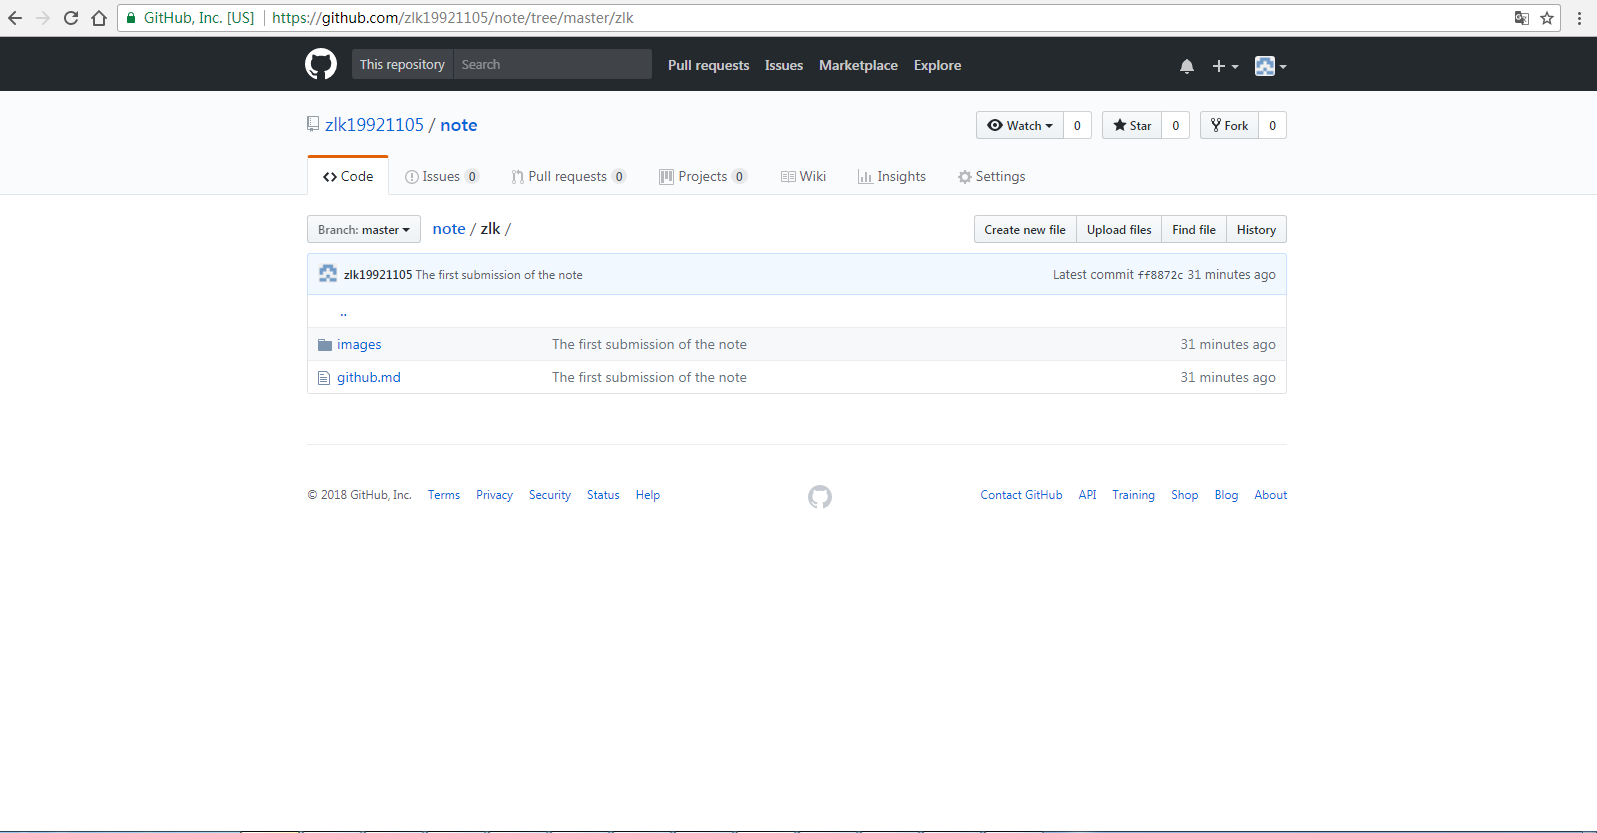 GitHub, Inc. [US] https://github.com/zlk19921105/note/tree/master/zlk
This repository Search Pull requests Issues Marketplace Explore
zlk19921105 / note Watch 0 Star 0 Fork 0
Code Issues 0 Pull requests 0 Projects 0 Wiki Insights Settings
Branch: master note / zlk / Create new file Upload files Find file History
zlk19921105 The first submission of the note Latest commit ff8872c 31 minutes ago
..
images The first submission of the note 31 minutes ago
github.md The first submission of the note 31 minutes ago
© 2018 GitHub, Inc. Terms Privacy Security Status Help Contact GitHub API Training Shop Blog About